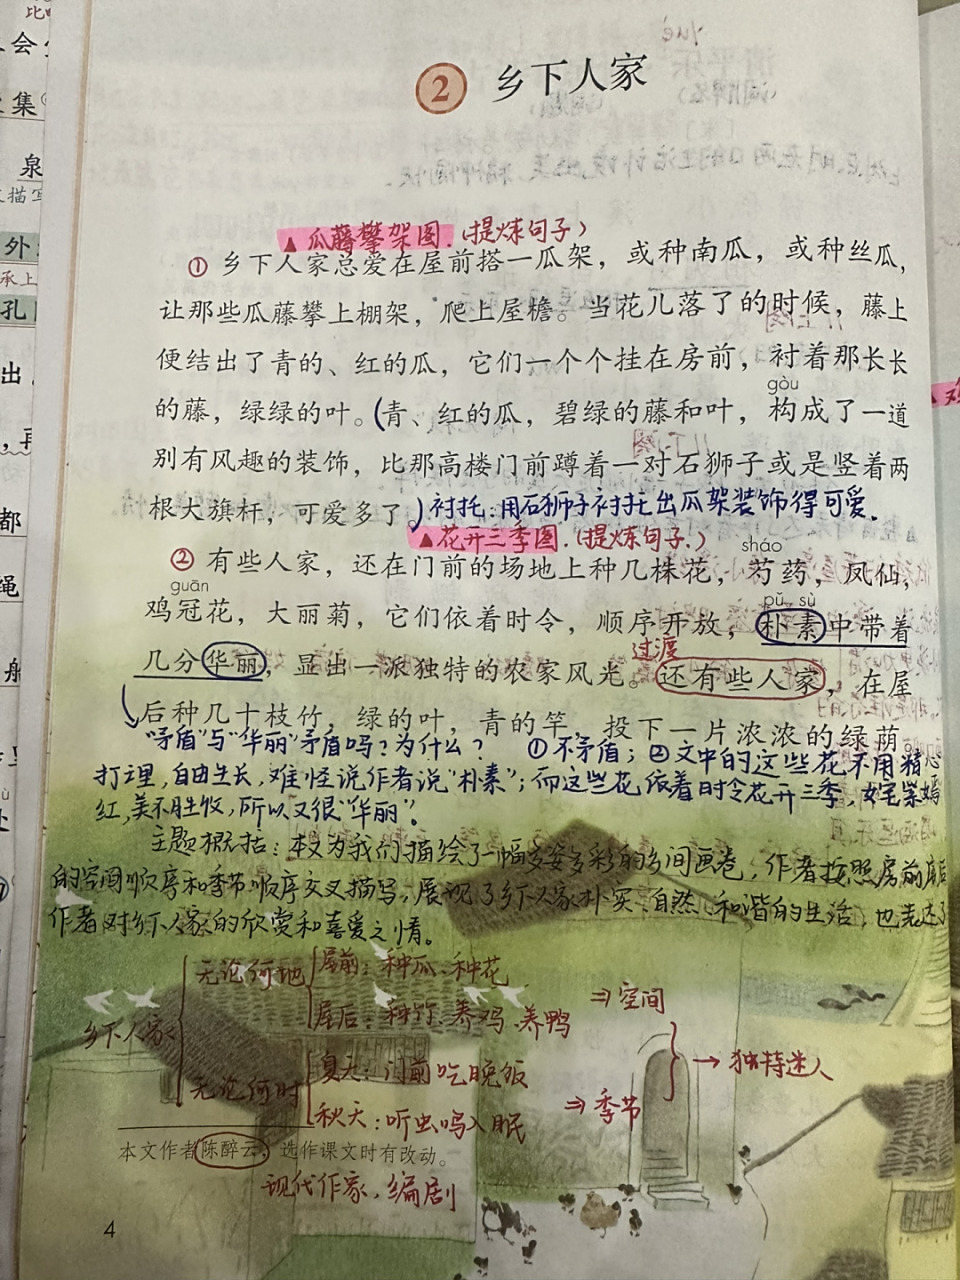 2 乡下人家
▲瓜藤攀架图.(提炼句子)
① 乡下人家总爱在屋前搭一瓜架，或种南瓜，或种丝瓜，
让那些瓜藤攀上棚架，爬上屋檐。当花儿落了的时候，藤上
便结出了青的、红的瓜，它们一个个挂在房前，衬着那长长
gòu
的藤，绿绿的叶。(青、红的瓜，碧绿的藤和叶，构成了一道
别有风趣的装饰，比那高楼门前蹲着一对石狮子或是竖着两
根大旗杆，可爱多了。)衬托:用石狮子衬托出瓜架装饰得可爱.
▲花开三季图.(提炼句子.)
sháo
② 有些人家，还在门前的场地上种几株花，芍药，凤仙，
guān pǔ sù
鸡冠花，大丽菊，它们依着时令，顺序开放，朴素中带着
过渡
几分华丽，显出一派独特的农家风光。还有些人家，在屋
后种几十枝竹，绿的叶，青的竿，投下一片浓浓的绿荫。
"矛盾"与"华丽"矛盾吗?为什么? ①不矛盾；②文中的这些花不用精心
打理,自由生长,难怪说作者说"朴素"；而这些花依着时令花开三季,姹紫嫣
红,美不胜收,所以又很"华丽"。
主题概括：本文为我们描绘了一幅多姿多彩的乡间画卷，作者按照房前屋后
的空间顺序和季节顺序交叉描写,展现了乡下人家朴实、自然、和谐的生活，也表达了
作者对乡下人家的欣赏和喜爱之情。
乡下人家
无论何地
屋前：种瓜、种花
屋后：种竹、养鸡、养鸭
⇒空间
无论何时
夏天：门前吃晚饭
秋天：听虫鸣入眠
⇒季节
→独特迷人
本文作者陈醉云，选作课文时有改动。
现代作家，编剧
4